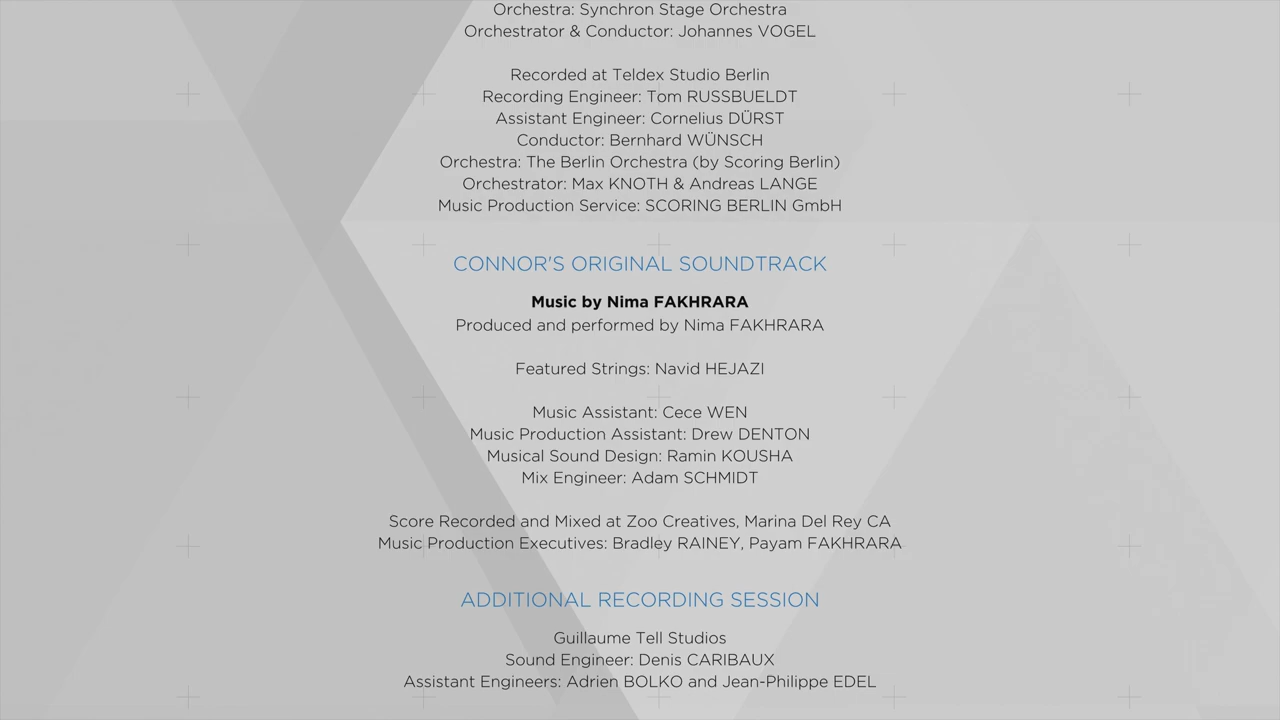 Orchestra: Synchron Stage Orchestra
Orchestrator & Conductor: Johannes VOGEL
Recorded at Teldex Studio Berlin
Recording Engineer: Tom RUSSBUELDT
Assistant Engineer: Cornelius DÜRST
Conductor: Bernhard WÜNSCH
Orchestra: The Berlin Orchestra (by Scoring Berlin)
Orchestrator: Max KNOTH & Andreas LANGE
Music Production Service: SCORING BERLIN GmbH
CONNOR'S ORIGINAL SOUNDTRACK
Music by Nima FAKHRARA
Produced and performed by Nima FAKHRARA
Featured Strings: Navid HEJAZI
Music Assistant: Cece WEN
Music Production Assistant: Drew DENTON
Musical Sound Design: Ramin KOUSHA
Mix Engineer: Adam SCHMIDT
Score Recorded and Mixed at Zoo Creatives, Marina Del Rey CA
Music Production Executives: Bradley RAINEY, Payam FAKHRARA
ADDITIONAL RECORDING SESSION
Guillaume Tell Studios
Sound Engineer: Denis CARIBAUX
Assistant Engineers: Adrien BOLKO and Jean-Philippe EDEL